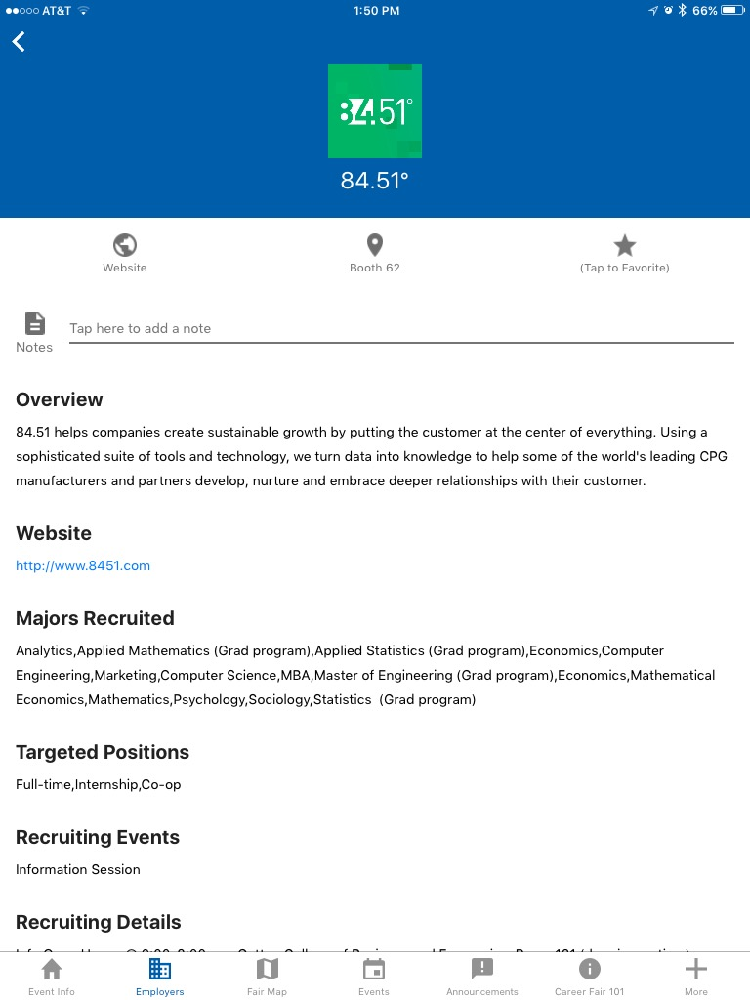 AT&T
1:50 PM
66%
84.51°
84.51°
Website
Booth 62
(Tap to Favorite)
Notes
Tap here to add a note
Overview
84.51 helps companies create sustainable growth by putting the customer at the center of everything. Using a
sophisticated suite of tools and technology, we turn data into knowledge to help some of the world's leading CPG
manufacturers and partners develop, nurture and embrace deeper relationships with their customer.
Website
http://www.8451.com
Majors Recruited
Analytics,Applied Mathematics (Grad program),Applied Statistics (Grad program),Economics,Computer
Engineering,Marketing,Computer Science,MBA,Master of Engineering (Grad program),Economics,Mathematical
Economics,Mathematics,Psychology,Sociology,Statistics  (Grad program)
Targeted Positions
Full-time,Internship,Co-op
Recruiting Events
Information Session
Recruiting Details
Event Info
Employers
Fair Map
Events
Announcements
Career Fair 101
More